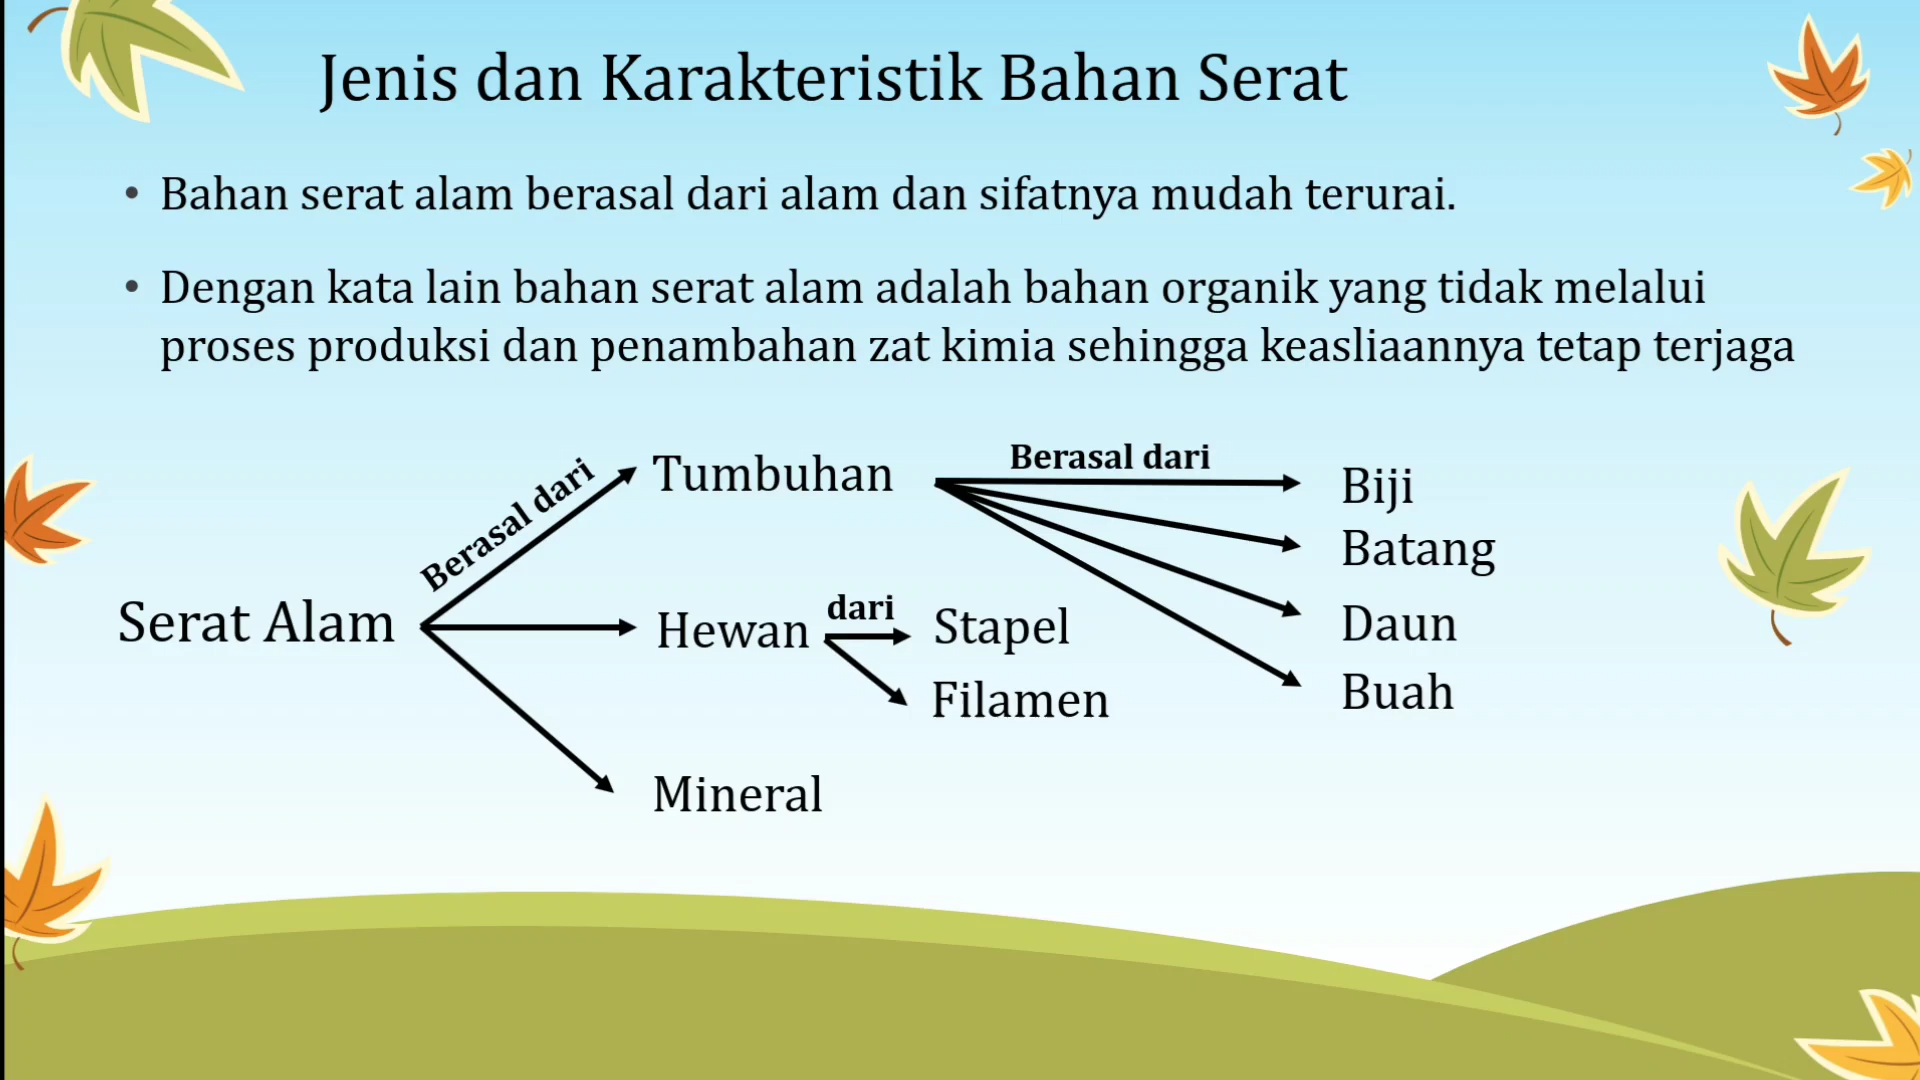 Jenis dan Karakteristik Bahan Serat
• Bahan serat alam berasal dari alam dan sifatnya mudah terurai.
• Dengan kata lain bahan serat alam adalah bahan organik yang tidak melalui
proses produksi dan penambahan zat kimia sehingga keasliaannya tetap terjaga
Serat Alam
Berasal dari
Tumbuhan
Berasal dari
Biji
Batang
Daun
Buah
Hewan
dari
Stapel
Filamen
Mineral